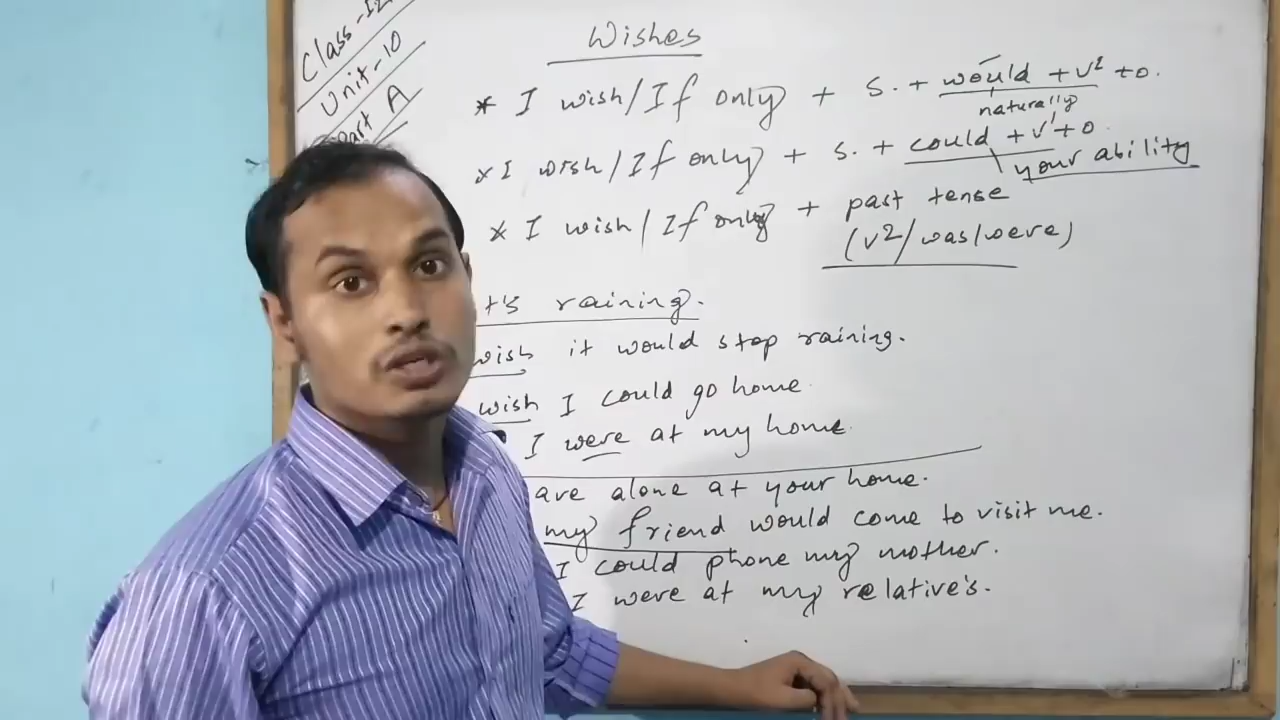 Class-12
Unit-10
Part A
Wishes
* I wish/If only + S. + would + v² + o.
naturally
* I wish/If only + S. + could + v¹ + o.
your ability
* I wish/If only + past tense
(v²/was/were)
t's raining.
wish it would stop raining.
wish I could go home.
I were at my home.
are alone at your home.
my friend would come to visit me.
I could phone my mother.
I were at my relative's.